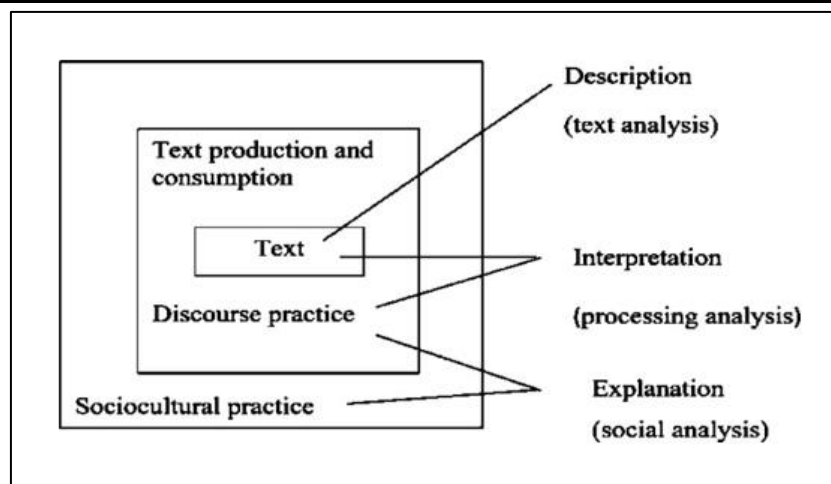 Description
(text analysis)
Text production and
consumption
Text
Interpretation
Discourse practice
(processing analysis)
Explanation
Sociocultural practice
(social analysis)